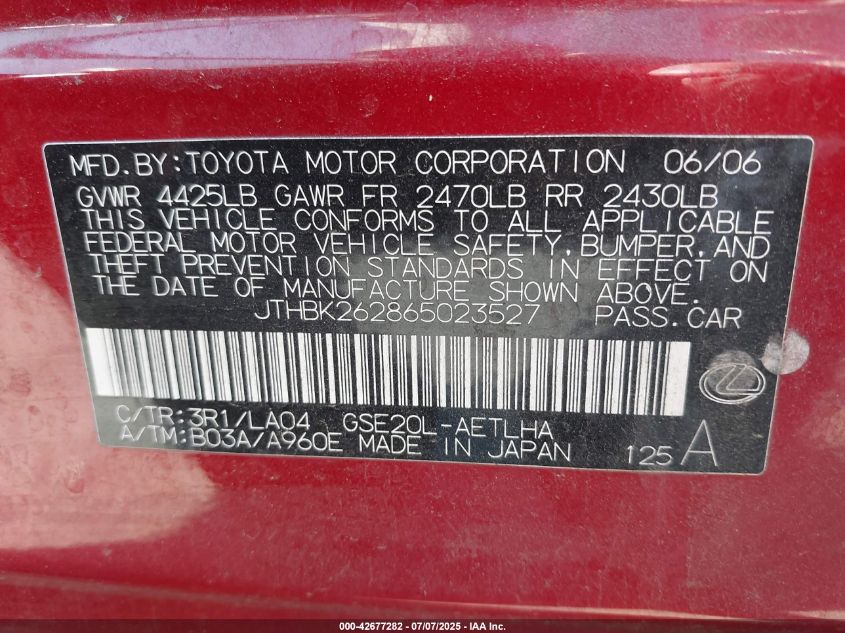 MFD. BY: TOYOTA MOTOR CORPORATION 06/06
GVWR 4425LB GAWR FR 2470LB RR 2430LB
THIS VEHICLE CONFORMS TO ALL APPLICABLE
FEDERAL MOTOR VEHICLE SAFETY, BUMPER, AND
THEFT PREVENTION STANDARDS IN EFFECT ON
THE DATE OF MANUFACTURE SHOWN ABOVE.
JTHBK262865023527 PASS. CAR
C/TR: 3R1/LA04 GSE20L-AETLHA
A/TM: B03A/A960E MADE IN JAPAN 125 A
000-42677282 - 07/07/2025 - IAA Inc.